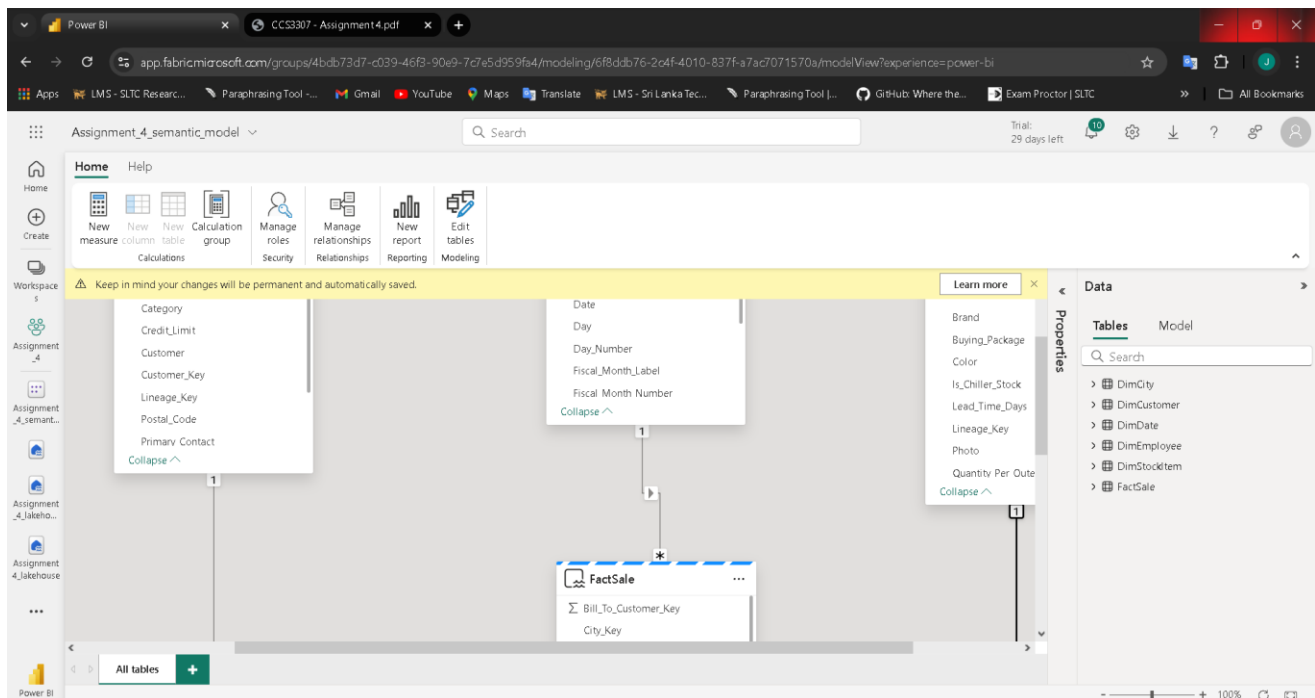 Power BI
CCS3307 - Assignment 4.pdf
app.fabric.microsoft.com/groups/4bdb73d7-c039-46f3-90e9-7c7e5d959fa4/modeling/6f8ddb76-2c4f-4010-837f-a7ac7071570a/modelView?experience=power-bi
J
Apps
LMS - SLTC Researc...
Paraphrasing Tool -...
Gmail
YouTube
Maps
Translate
LMS - Sri Lanka Tec...
Paraphrasing Tool |...
GitHub: Where the...
Exam Proctor | SLTC
»
All Bookmarks
Assignment_4_semantic_model
Search
Trial:
29 days left
10
?
Home
Help
Home
Create
Workspace
s
Assignment
_4
Assignment
_4_semant...
Assignment
_4_lakeho...
Assignment
4_lakehouse
...
Power BI
New
measure
New
column
New
table
Calculation
group
Calculations
Manage
roles
Security
Manage
relationships
Relationships
New
report
Reporting
Edit
tables
Modeling
Keep in mind your changes will be permanent and automatically saved.
Learn more
Category
Credit_Limit
Customer
Customer_Key
Lineage_Key
Postal_Code
Primary Contact
Collapse
1
Date
Day
Day_Number
Fiscal_Month_Label
Fiscal Month Number
Collapse
1
*
FactSale
...
Σ Bill_To_Customer_Key
City_Key
Brand
Buying_Package
Color
Is_Chiller_Stock
Lead_Time_Days
Lineage_Key
Photo
Quantity Per Oute
Collapse
1
Properties
Data
Tables
Model
Search
DimCity
DimCustomer
DimDate
DimEmployee
DimStockItem
FactSale
All tables
+
- + 100%